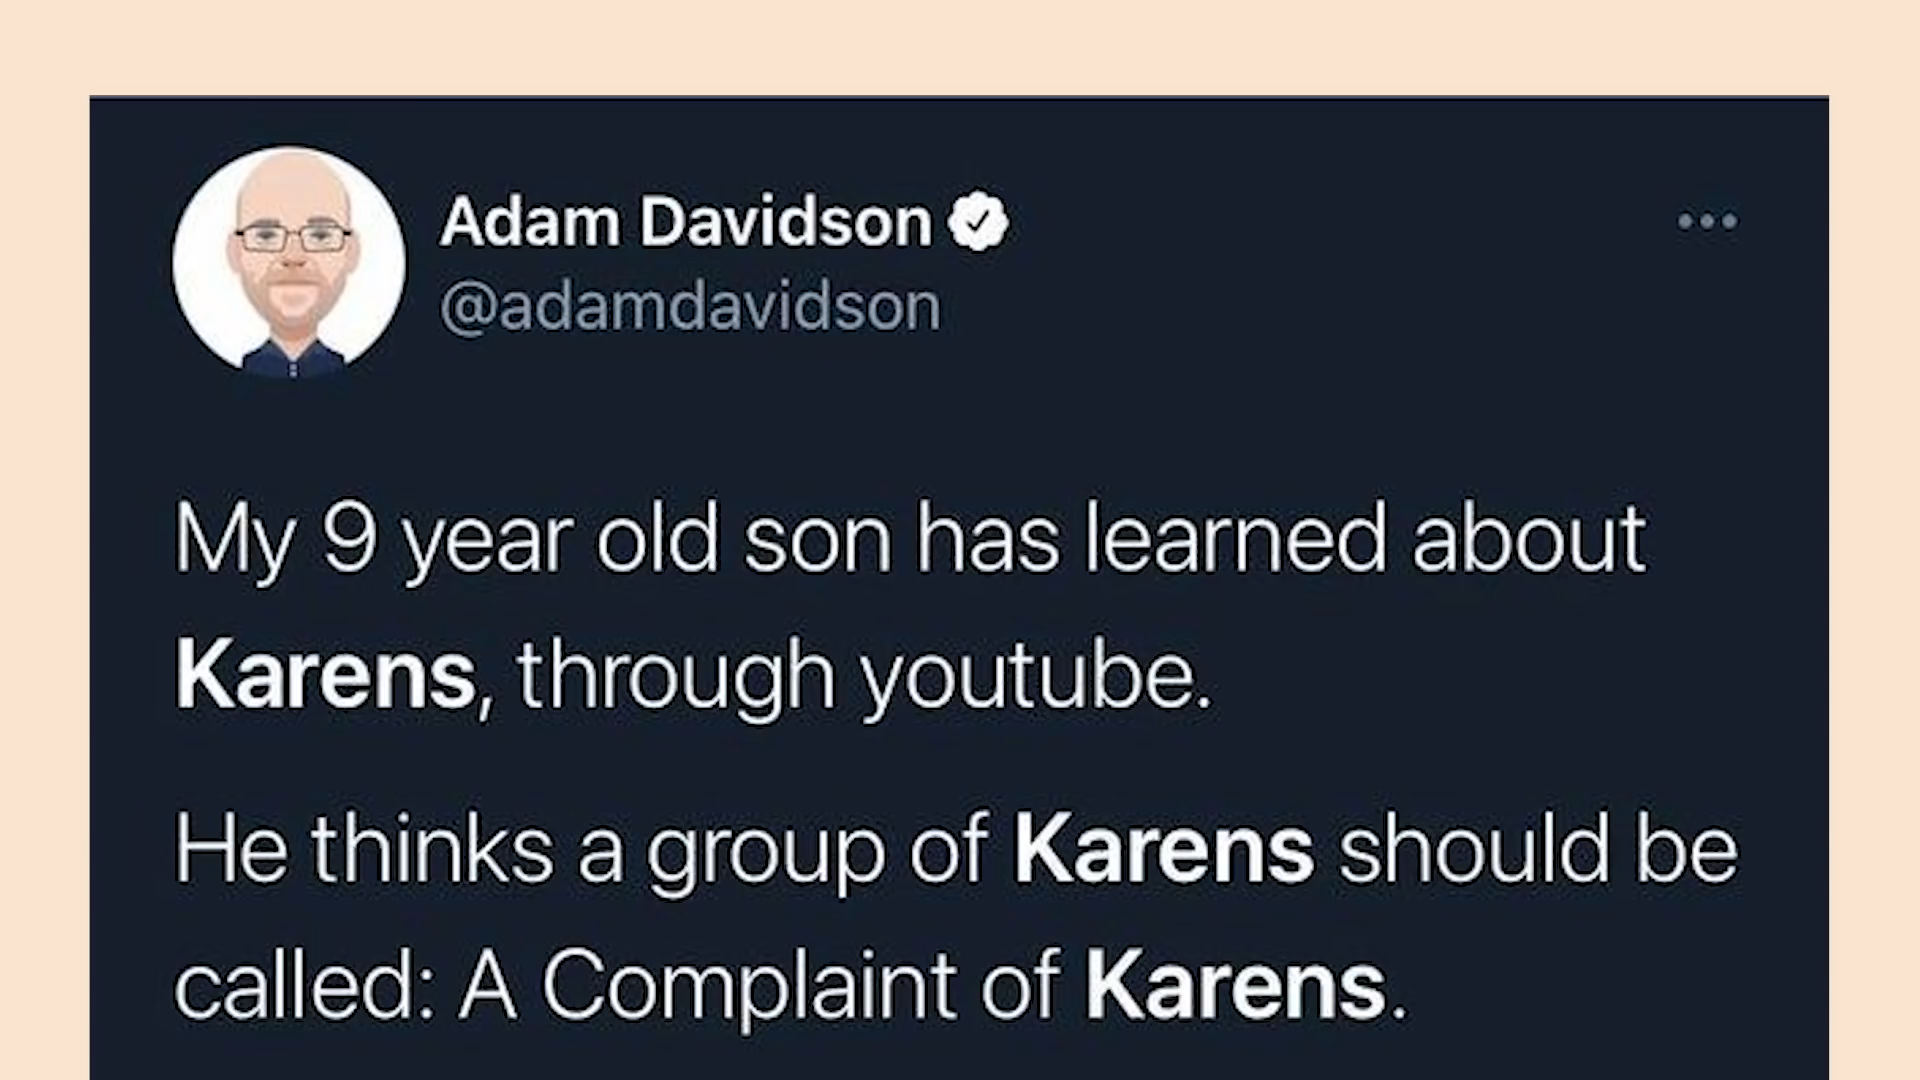 Adam Davidson
@adamdavidson
My 9 year old son has learned about
Karens, through youtube.
He thinks a group of Karens should be
called: A Complaint of Karens.